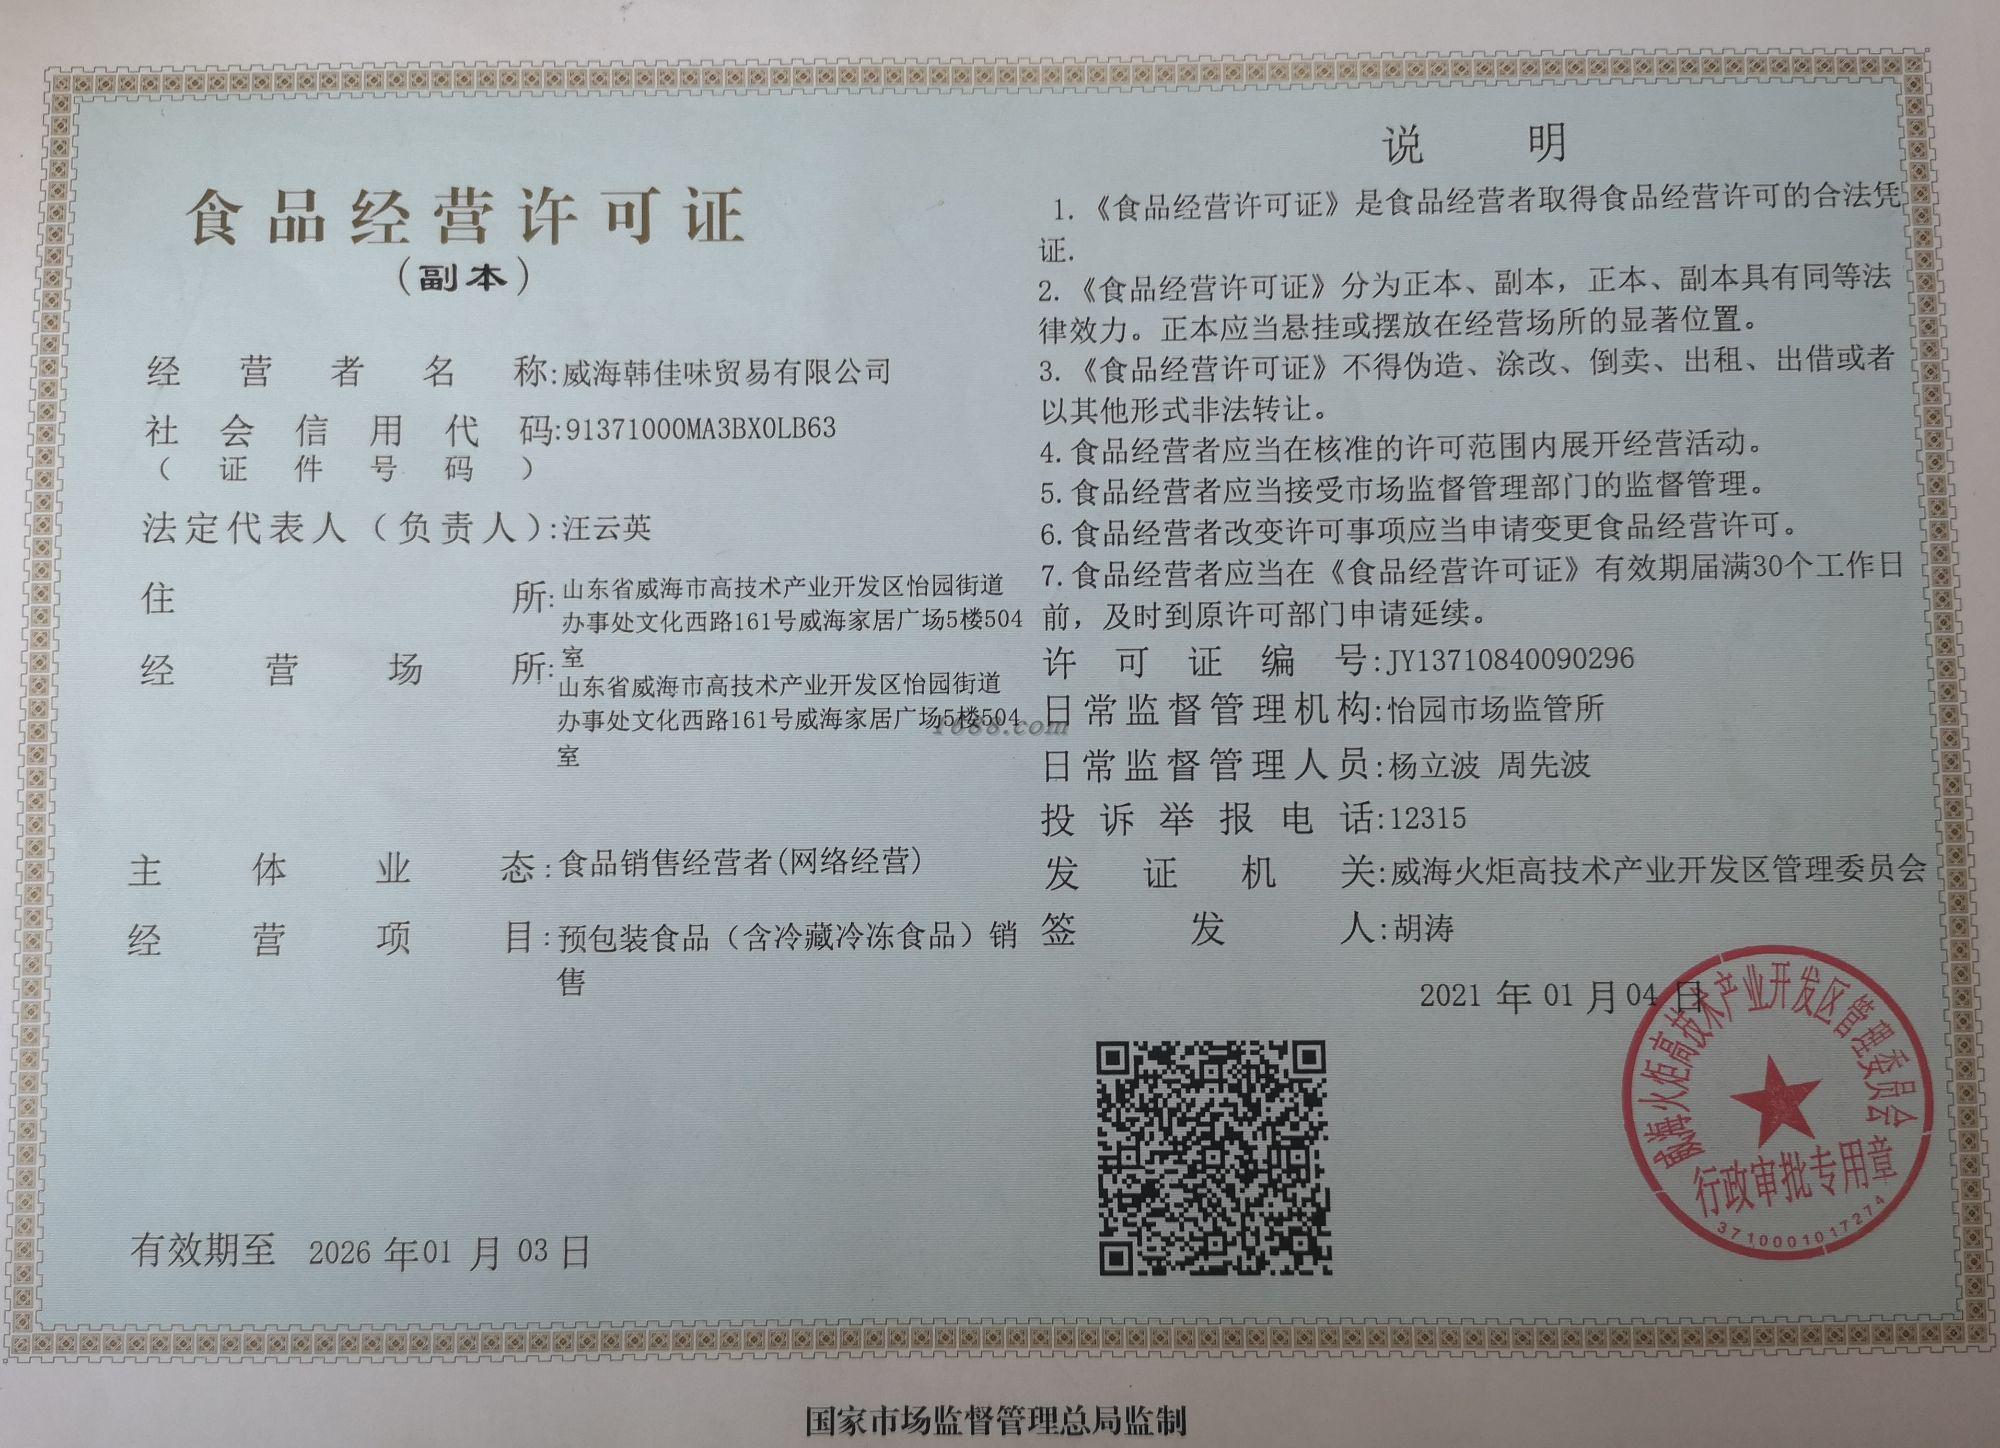 食品经营许可证
（副本）
经营者名称:威海韩佳味贸易有限公司
社会信用代码:91371000MA3BX0LB63
（证件号码）
法定代表人（负责人）:汪云英
住所:山东省威海市高技术产业开发区怡园街道
办事处文化西路161号威海家居广场5楼504
室
经营场所:山东省威海市高技术产业开发区怡园街道
办事处文化西路161号威海家居广场5楼504
室
主体业态:食品销售经营者(网络经营)
经营项目:预包装食品（含冷藏冷冻食品）销
售
有效期至 2026 年 01 月 03 日
说明
1.《食品经营许可证》是食品经营者取得食品经营许可的合法凭
证.
2.《食品经营许可证》分为正本、副本，正本、副本具有同等法
律效力。正本应当悬挂或摆放在经营场所的显著位置。
3.《食品经营许可证》不得伪造、涂改、倒卖、出租、出借或者
以其他形式非法转让。
4.食品经营者应当在核准的许可范围内展开经营活动。
5.食品经营者应当接受市场监督管理部门的监督管理。
6.食品经营者改变许可事项应当申请变更食品经营许可。
7.食品经营者应当在《食品经营许可证》有效期届满30个工作日
前，及时到原许可部门申请延续。
许可证编号:JY13710840090296
日常监督管理机构:怡园市场监管所
日常监督管理人员:杨立波 周先波
投诉举报电话:12315
发证机关:威海火炬高技术产业开发区管理委员会
签发人:胡涛
2021 年 01 月 04 日
威海火炬高技术产业开发区管理委员会
行政审批专用章
3710001017274
1688.com
国家市场监督管理总局监制